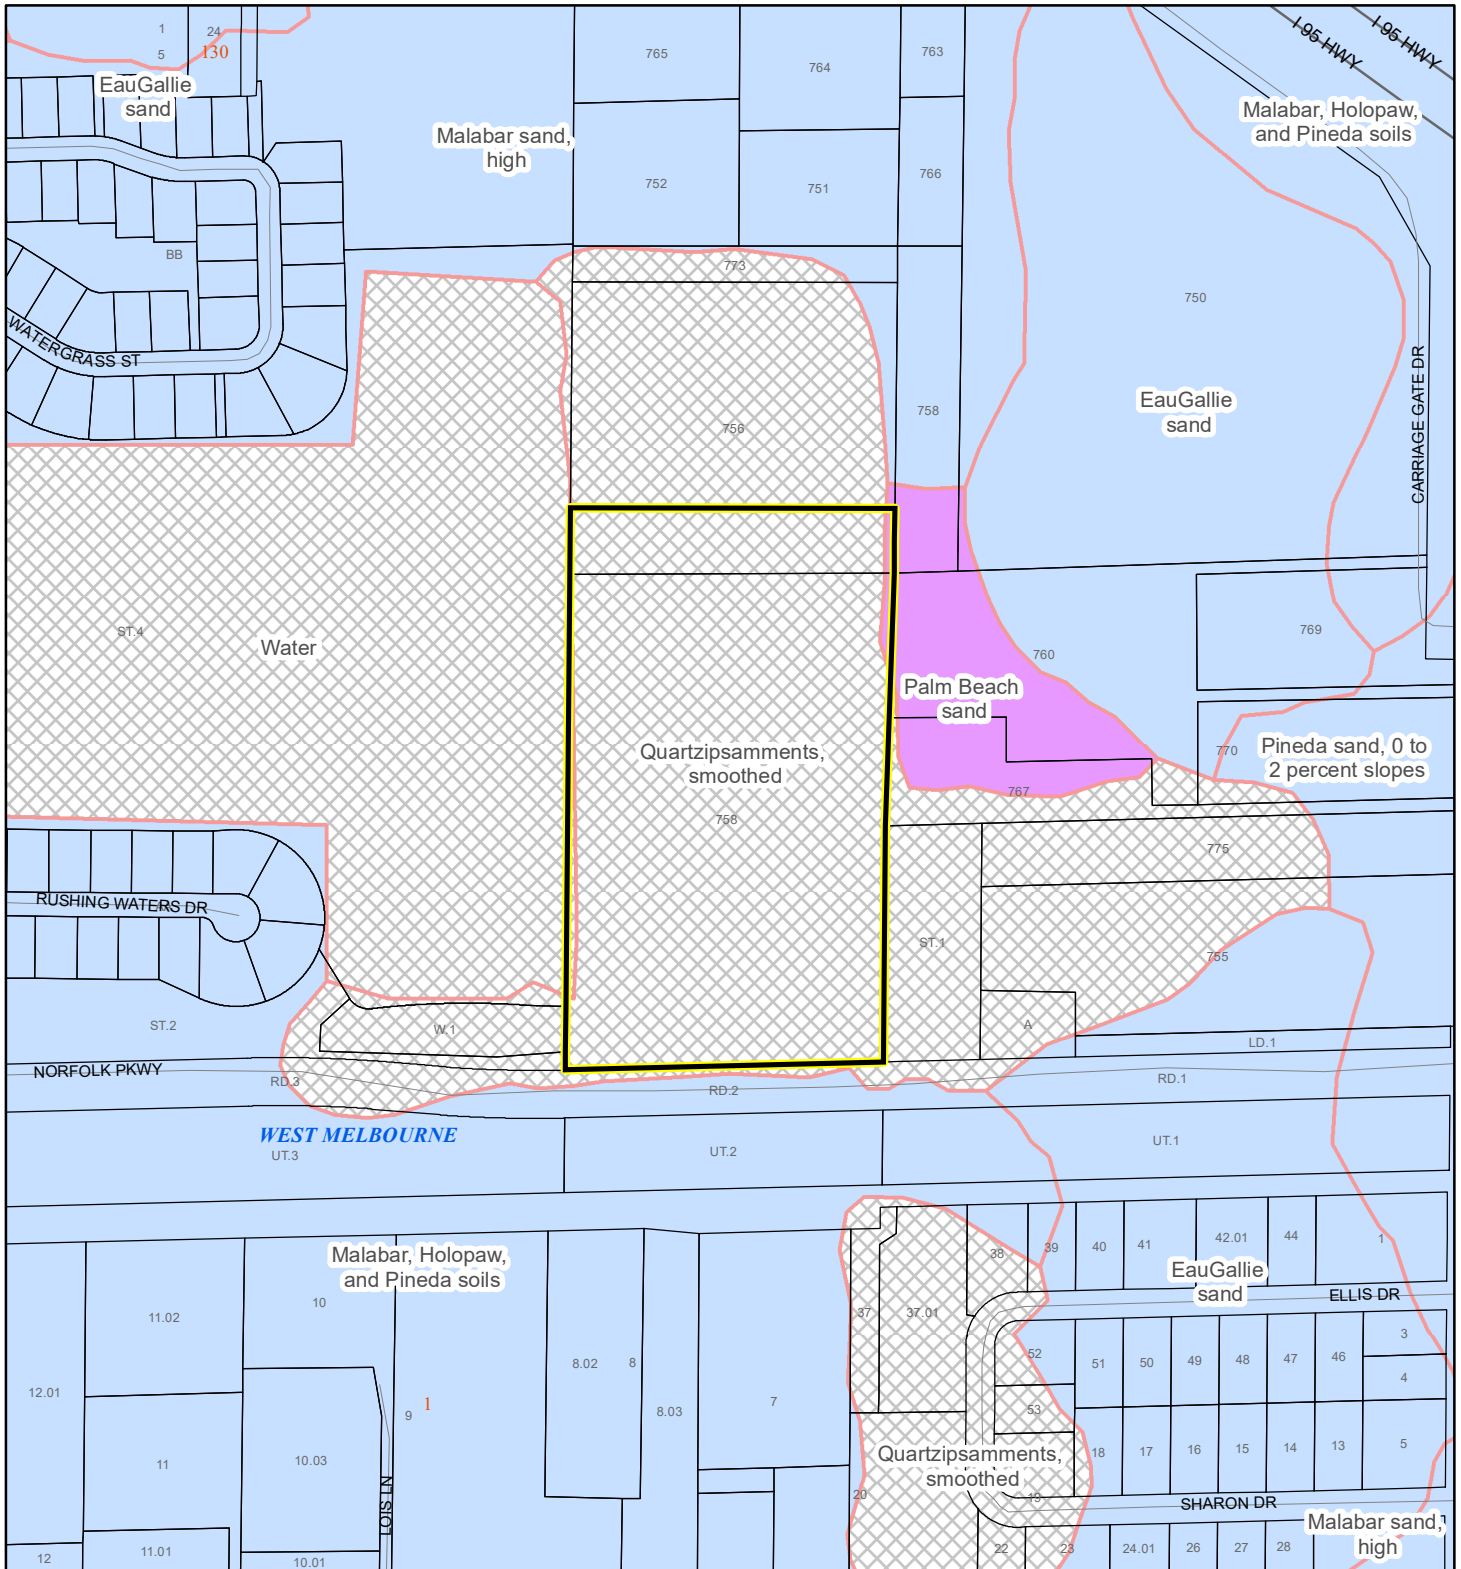 1
24
5
130
EauGallie
sand
765
764
763
I 95 HWY
I 95 HWY
Malabar, Holopaw,
and Pineda soils
Malabar sand,
high
752
751
766
BB
773
750
WATERGRASS ST
CARRIAGE GATE DR
756
758
EauGallie
sand
ST.4
Water
760
769
Palm Beach
sand
Quartzipsamments,
smoothed
770
Pineda sand, 0 to
2 percent slopes
767
758
775
RUSHING WATERS DR
ST.1
755
ST.2
W.1
A
LD.1
NORFOLK PKWY
RD.3
RD.2
RD.1
WEST MELBOURNE
UT.3
UT.2
UT.1
Malabar, Holopaw,
and Pineda soils
38
39
40
41
42.01
44
1
EauGallie
sand
ELLIS DR
10
11.02
37
37.01
8.02
8
52
51
50
49
48
47
46
3
4
12.01
9
1
8.03
7
53
11
10.03
Quartzipsamments,
smoothed
18
17
16
15
14
13
5
LOIS LN
20
19
SHARON DR
Malabar sand,
high
12
11.01
10.01
22
23
24.01
26
27
28